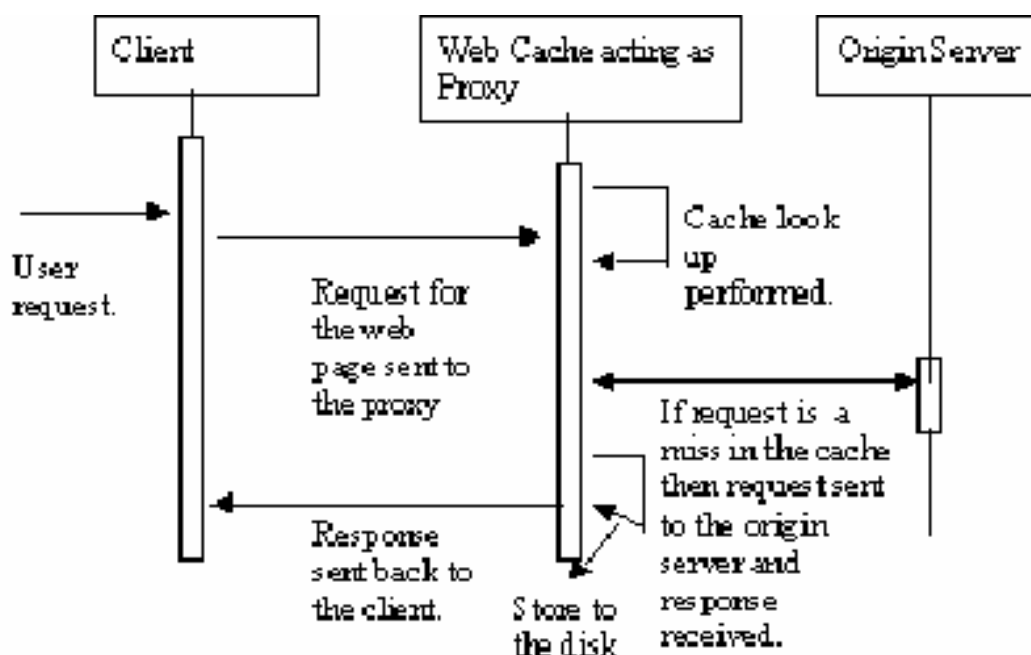 Client
Web Cache acting as
Proxy
Origin Server
User
request.
Request for
the web
page sent to
the proxy
Cache look
up
performed.
If request is a
miss in the cache
then request sent
to the origin
server and
response
received.
Response
sent back to
the client.
Store to
the disk